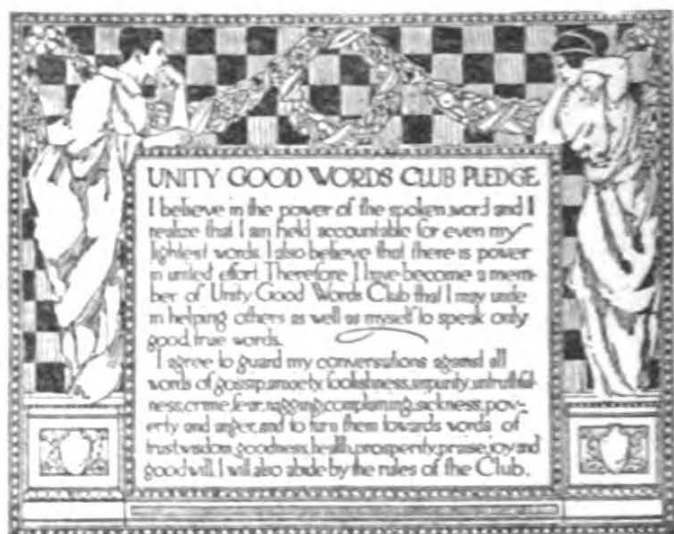 UNITY GOOD WORDS CLUB PLEDGE
I believe in the power of the spoken word and I
realize that I am held accountable for even my
lightest words. I also believe that there is power
in united effort. Therefore I have become a mem-
ber of Unity Good Words Club that I may unite
in helping others as well as myself to speak only
good, true words.
I agree to guard my conversations against all
words of gossip, anxiety, foolishness, impurity, untruthful-
ness, crime, fear, nagging, complaining, sickness, pov-
erty and anger, and to turn them towards words of
trust, wisdom, goodness, health, prosperity, praise, joy and
good will. I will also abide by the rules of the Club.